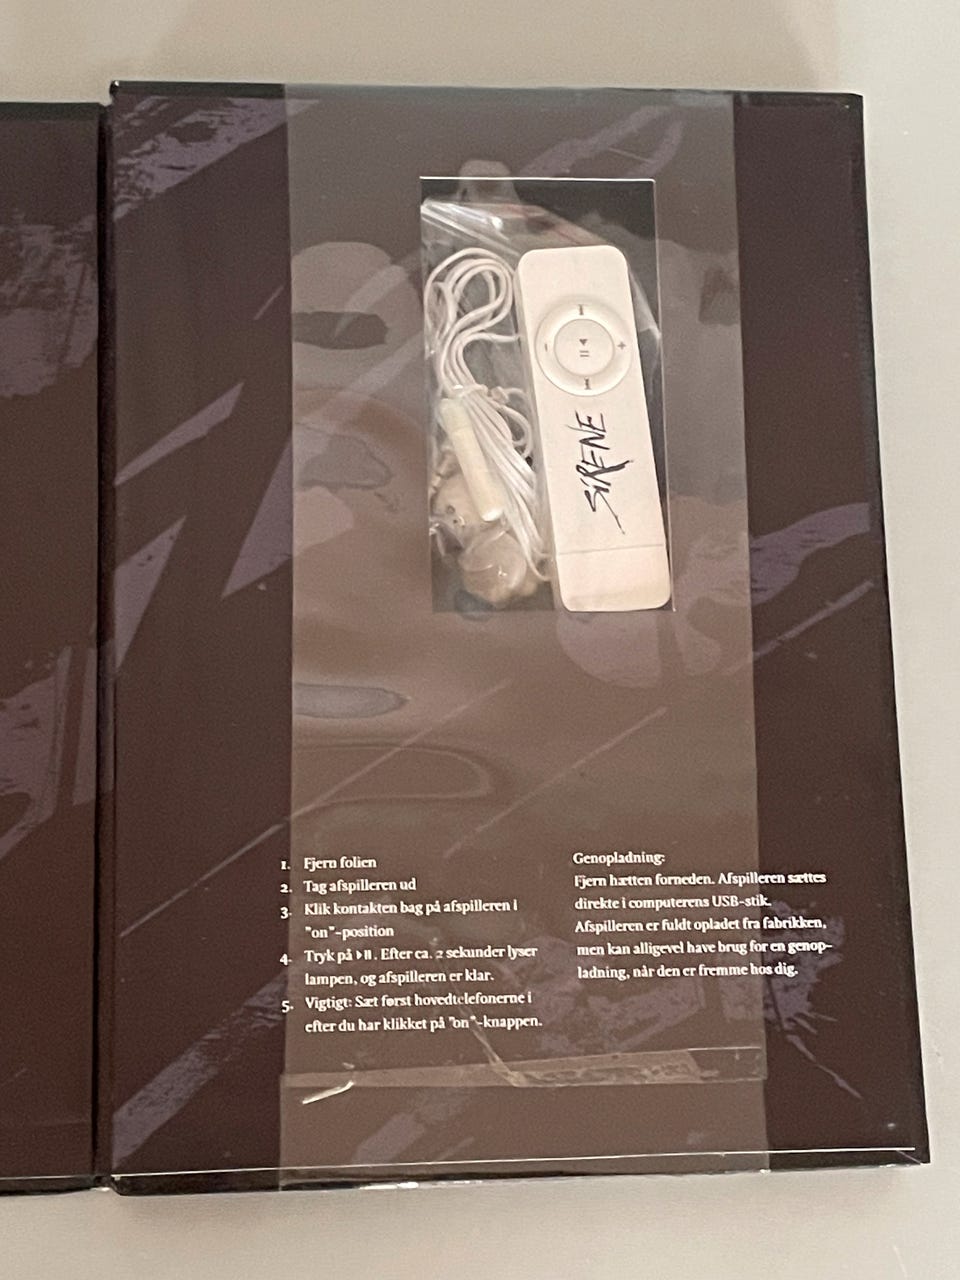 SIRENE
1. Fjern folien
2. Tag afspilleren ud
3. Klik kontakten bag på afspilleren i
"on"-position
4. Tryk på ⏵⏸. Efter ca. 2 sekunder lyser
lampen, og afspilleren er klar.
5. Vigtigt: Sæt først hovedtelefonerne i
efter du har klikket på "on"-knappen.
Genopladning:
Fjern hætten forneden. Afspilleren sættes
direkte i computerens USB-stik.
Afspilleren er fuldt opladet fra fabrikken,
men kan alligevel have brug for en genop-
ladning, når den er fremme hos dig.